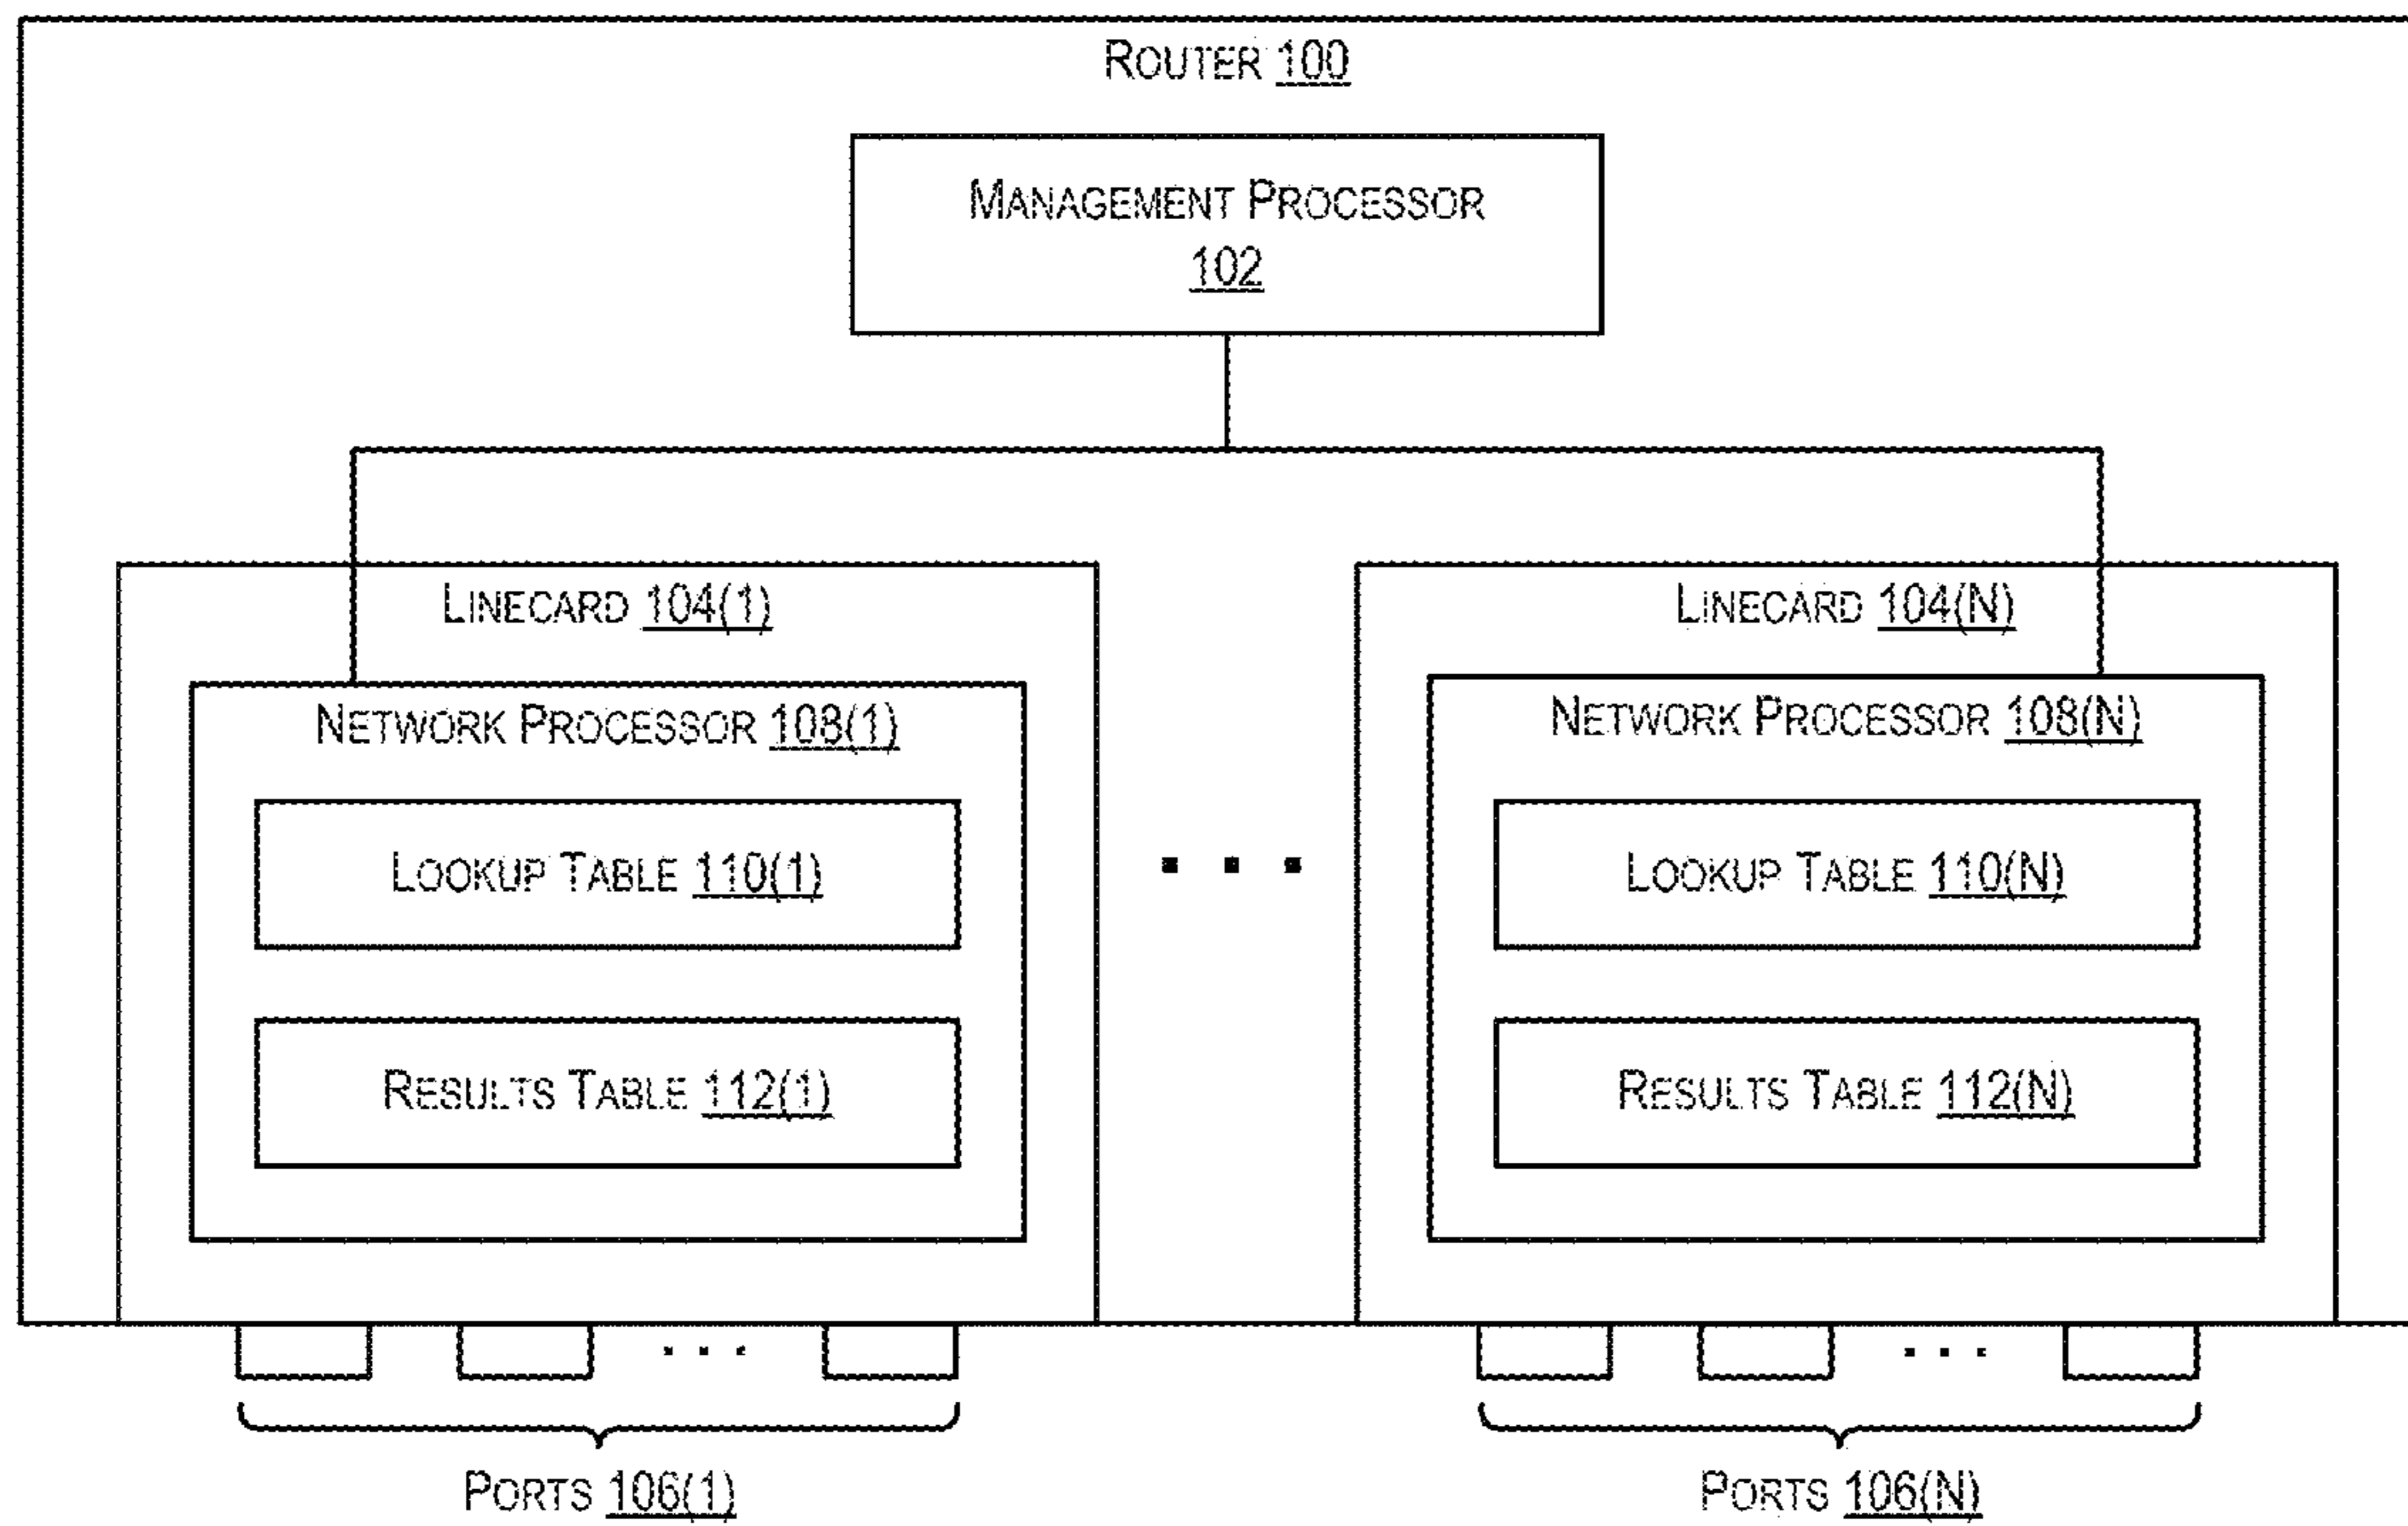 ROUTER 100
MANAGEMENT PROCESSOR
102
LINECARD 104(1)
NETWORK PROCESSOR 108(1)
LOOKUP TABLE 110(1)
RESULTS TABLE 112(1)
PORTS 106(1)
LINECARD 104(N)
NETWORK PROCESSOR 108(N)
LOOKUP TABLE 110(N)
RESULTS TABLE 112(N)
PORTS 106(N)